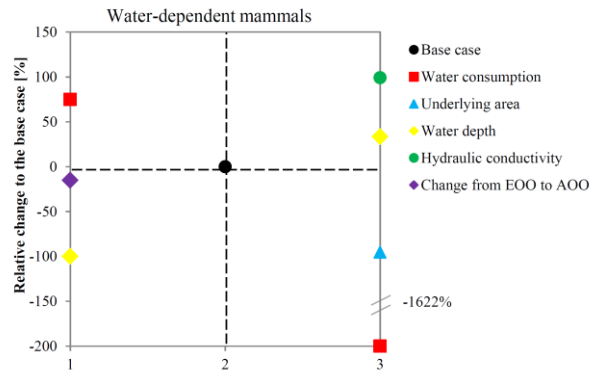 Water-dependent mammals
Relative change to the base case [%]
150
100
50
0
-50
-100
-150
-200
1
2
3
-1622%
Base case
Water consumption
Underlying area
Water depth
Hydraulic conductivity
Change from EOO to AOO